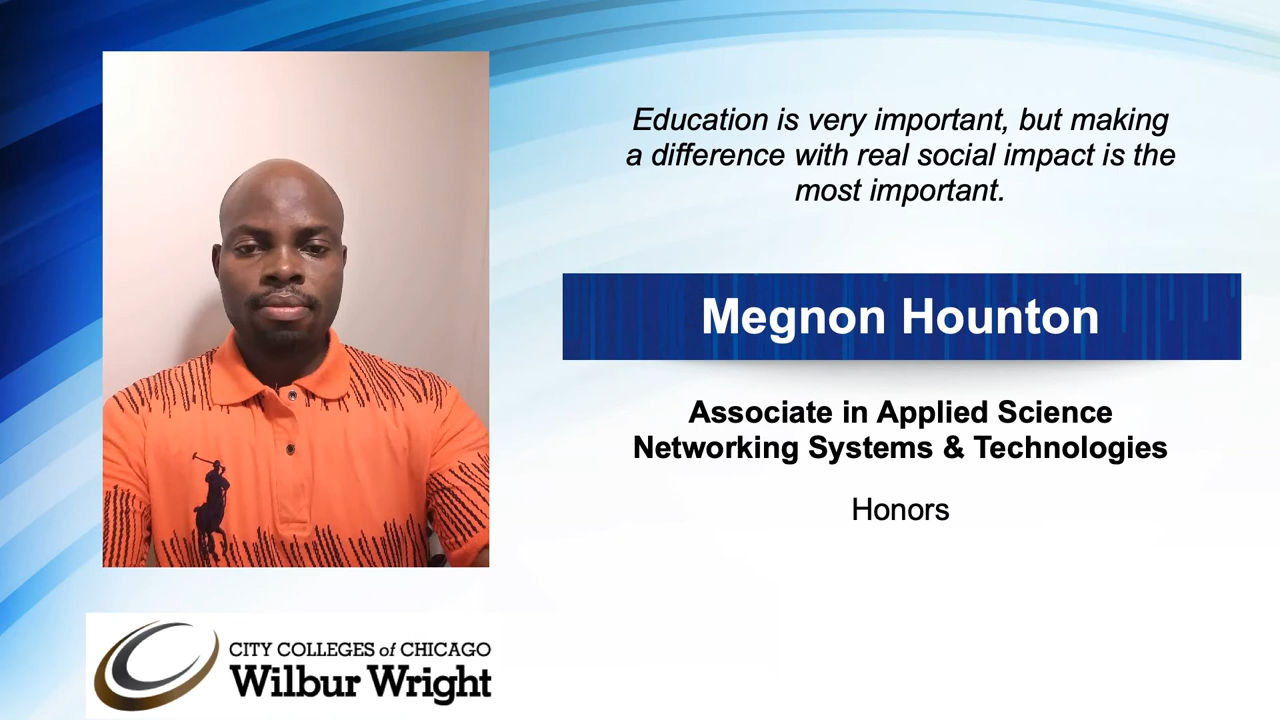 Education is very important, but making
a difference with real social impact is the
most important.
Megnon Hounton
Associate in Applied Science
Networking Systems & Technologies
Honors
CITY COLLEGES of CHICAGO
Wilbur Wright